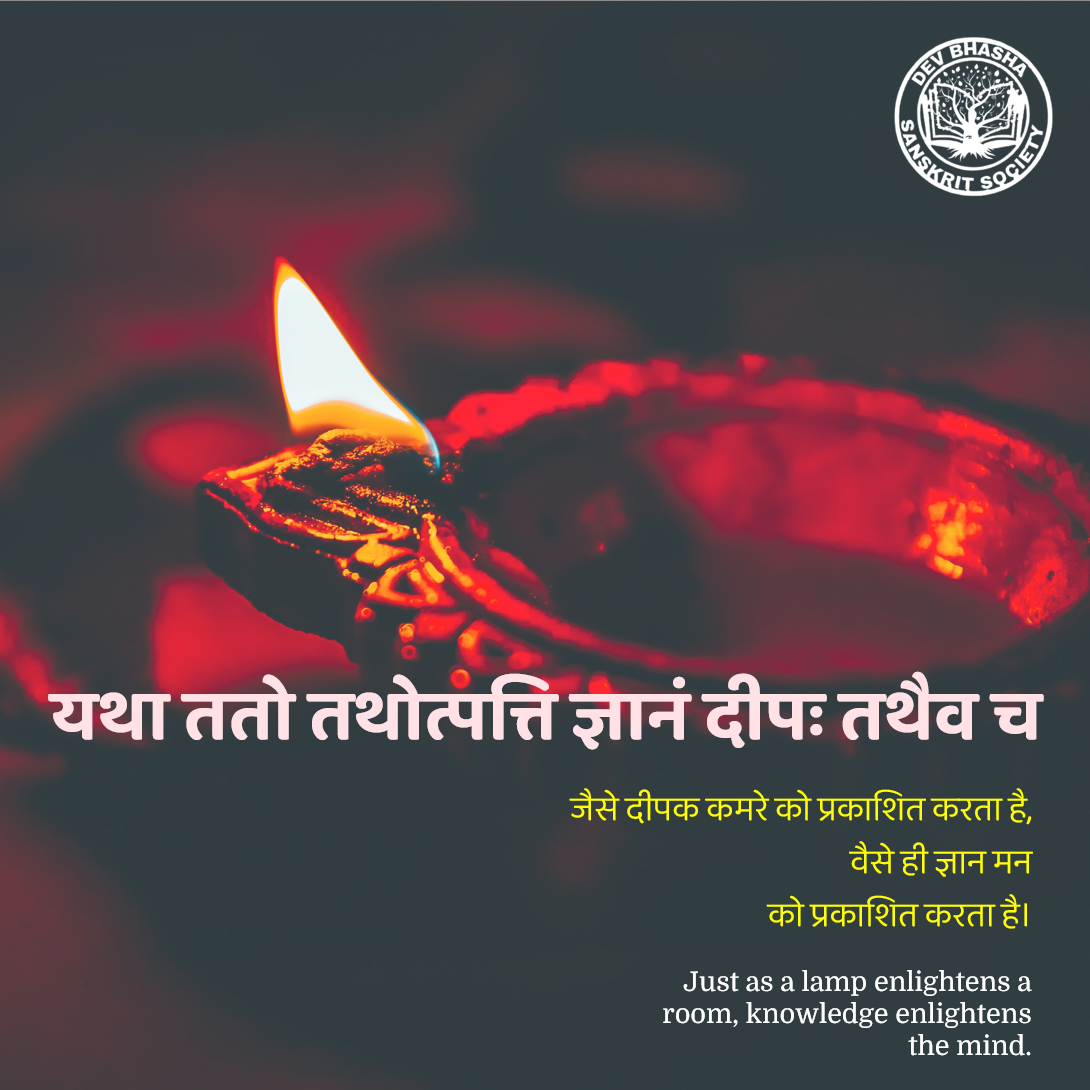 DEV BHASHA
SANSKRIT SOCIETY
यथा ततो तथोत्पत्ति ज्ञानं दीपः तथैव च
जैसे दीपक कमरे को प्रकाशित करता है,
वैसे ही ज्ञान मन
को प्रकाशित करता है।
Just as a lamp enlightens a
room, knowledge enlightens
the mind.